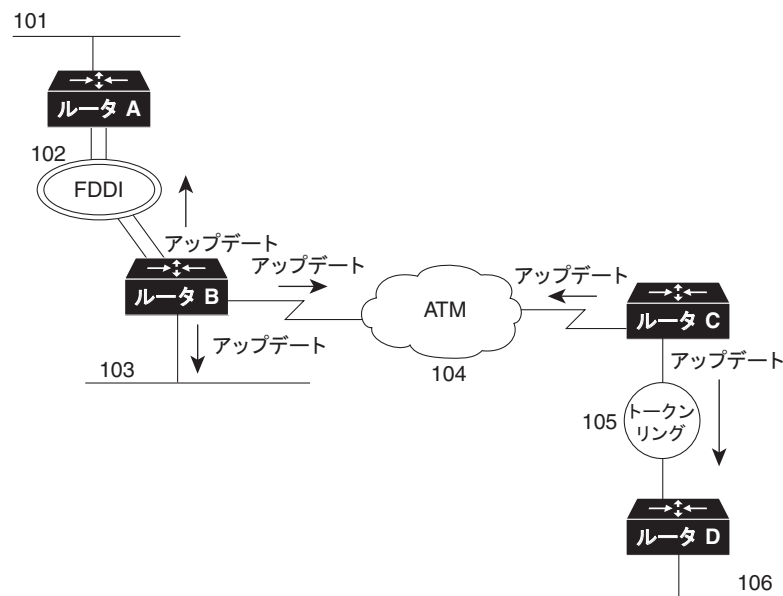 101
ルータ A
102
FDDI
アップデート
アップデート
ルータ B
アップデート
103
ATM
104
アップデート
ルータ C
アップデート
105
トークン
リング
ルータ D
106